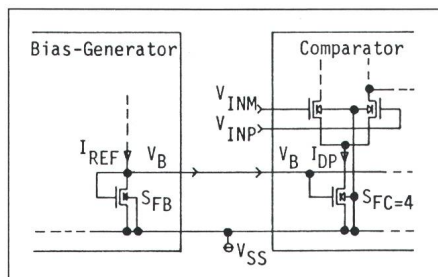 Bias-Generator
Comparator
V_INM
V_INP
I_REF
V_B
V_B
I_DP
S_FB
S_FC=4
V_SS